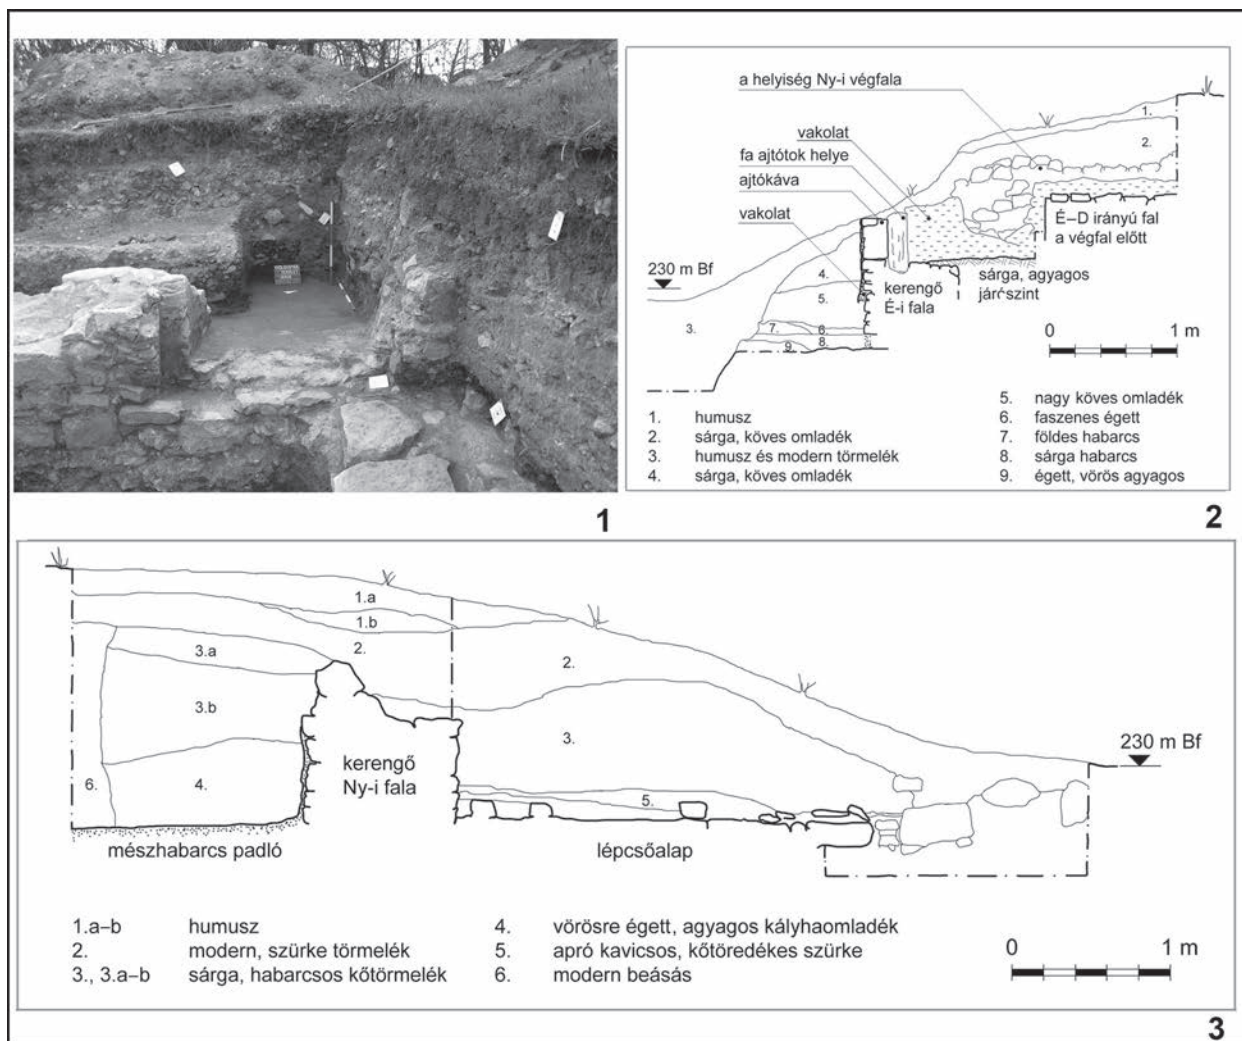 1
a helyiség Ny-i végfala
vakolat
fa ajtótok helye
ajtókáva
vakolat
1.
2.
É–D irányú fal
a végfal előtt
230 m Bf
4.
5.
3.
7.
6.
8.
9.
kerengő
É-i fala
sárga, agyagos
járószint
0 1 m
1. humusz
2. sárga, köves omladék
3. humusz és modern törmelék
4. sárga, köves omladék
5. nagy köves omladék
6. faszenes égett
7. földes habarcs
8. sárga habarcs
9. égett, vörös agyagos
2
1.a
1.b
2.
3.a
2.
3.b
3.
6.
4.
5.
kerengő
Ny-i fala
230 m Bf
mészhabarcs padló
lépcsőalap
1.a–b humusz
2. modern, szürke törmelék
3., 3.a–b sárga, habarcsos kőtörmelék
4. vörösre égett, agyagos kályhaomladék
5. apró kavicsos, kőtöredékes szürke
6. modern beásás
0 1 m
3